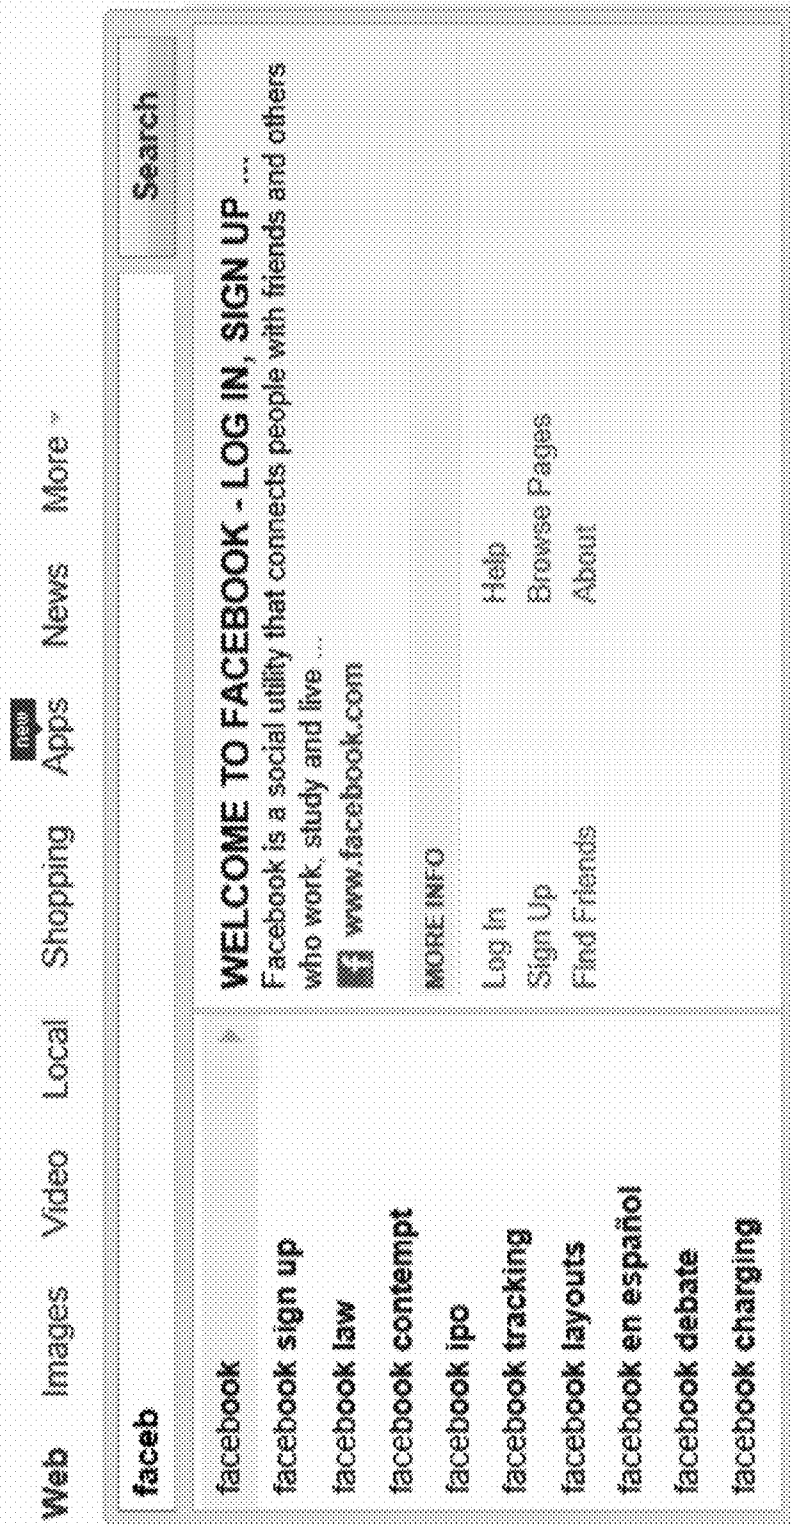 new
Web Images Video Local Shopping Apps News More
faceb Search
facebook
facebook sign up
facebook law
facebook contempt
facebook ipo
facebook tracking
facebook layouts
facebook en español
facebook debate
facebook charging
WELCOME TO FACEBOOK - LOG IN, SIGN UP ...
Facebook is a social utility that connects people with friends and others
who work, study and live ...
www.facebook.com
MORE INFO
Log In Help
Sign Up Browse Pages
Find Friends About